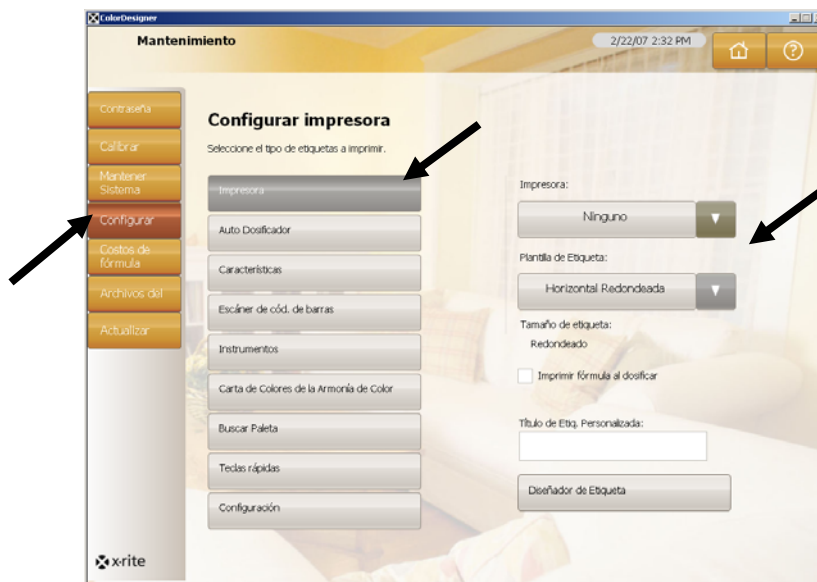 ColorDesigner
Mantenimiento
2/22/07 2:32 PM
Contraseña
Calibrar
Mantener
Sistema
Configurar
Costos de
fórmula
Archivos del
Actualizar
Configurar impresora
Seleccione el tipo de etiquetas a imprimir.
Impresora
Auto Dosificador
Características
Escáner de cód. de barras
Instrumentos
Carta de Colores de la Armonía de Color
Buscar Paleta
Teclas rápidas
Configuración
Impresora:
Ninguno
Plantilla de Etiqueta:
Horizontal Redondeada
Tamaño de etiqueta:
Redondeado
Imprimir fórmula al dosificar
Título de Etiq. Personalizada:
Diseñador de Etiqueta
x·rite